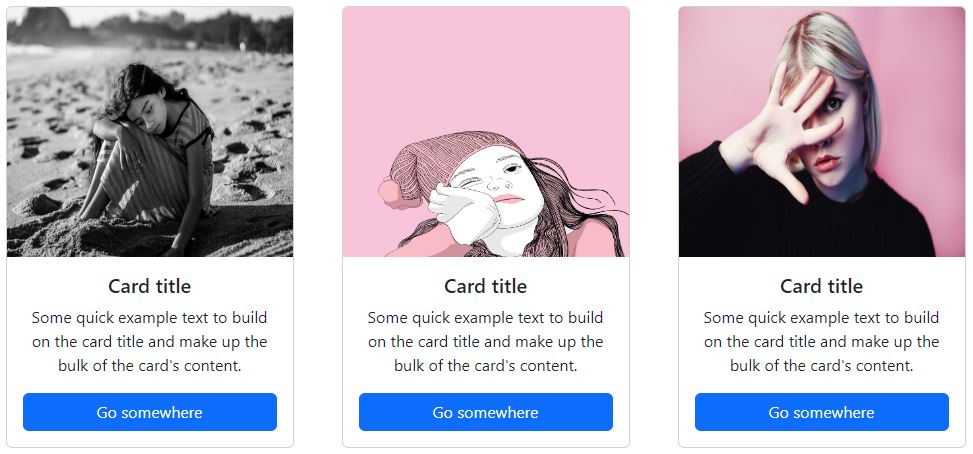 Card title
Some quick example text to build
on the card title and make up the
bulk of the card's content.
Go somewhere
Card title
Some quick example text to build
on the card title and make up the
bulk of the card's content.
Go somewhere
Card title
Some quick example text to build
on the card title and make up the
bulk of the card's content.
Go somewhere